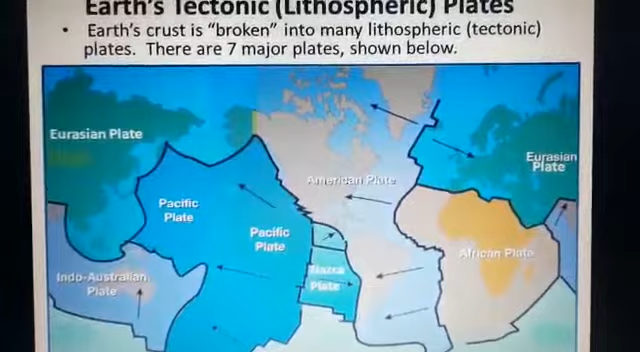 Earth's Tectonic (Lithospheric) Plates
• Earth's crust is "broken" into many lithospheric (tectonic)
plates. There are 7 major plates, shown below.
Eurasian Plate
Eurasian
Plate
American Plate
Pacific
Plate
Pacific
Plate
African Plate
Nazca
Plate
Indo-Australian
Plate